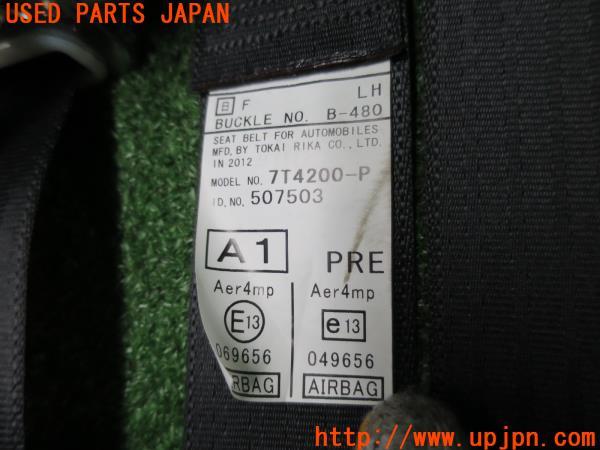 USED PARTS JAPAN
B F LH
BUCKLE NO. B-480
SEAT BELT FOR AUTOMOBILES
MFD. BY TOKAI RIKA CO., LTD.
IN 2012
MODEL NO. 7T4200-P
ID. NO. 507503
A1 PRE
Aer4mp Aer4mp
E13 e13
069656 049656
RBAG AIRBAG
http://www.upjpn.com